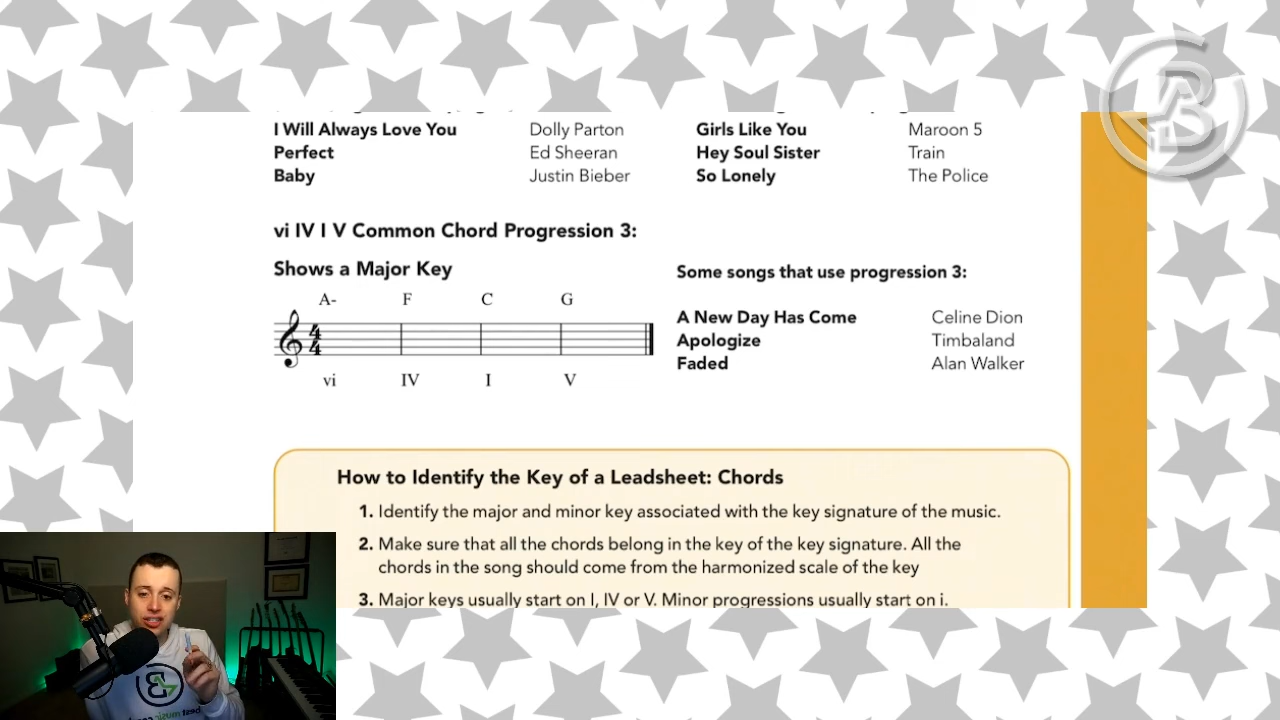 I Will Always Love You Dolly Parton Girls Like You Maroon 5
Perfect Ed Sheeran Hey Soul Sister Train
Baby Justin Bieber So Lonely The Police
vi IV I V Common Chord Progression 3:
Shows a Major Key
Some songs that use progression 3:
A- F C G
4
4
vi IV I V
A New Day Has Come Celine Dion
Apologize Timbaland
Faded Alan Walker
How to Identify the Key of a Leadsheet: Chords
1. Identify the major and minor key associated with the key signature of the music.
2. Make sure that all the chords belong in the key of the key signature. All the
chords in the song should come from the harmonized scale of the key
3. Major keys usually start on I, IV or V. Minor progressions usually start on i.